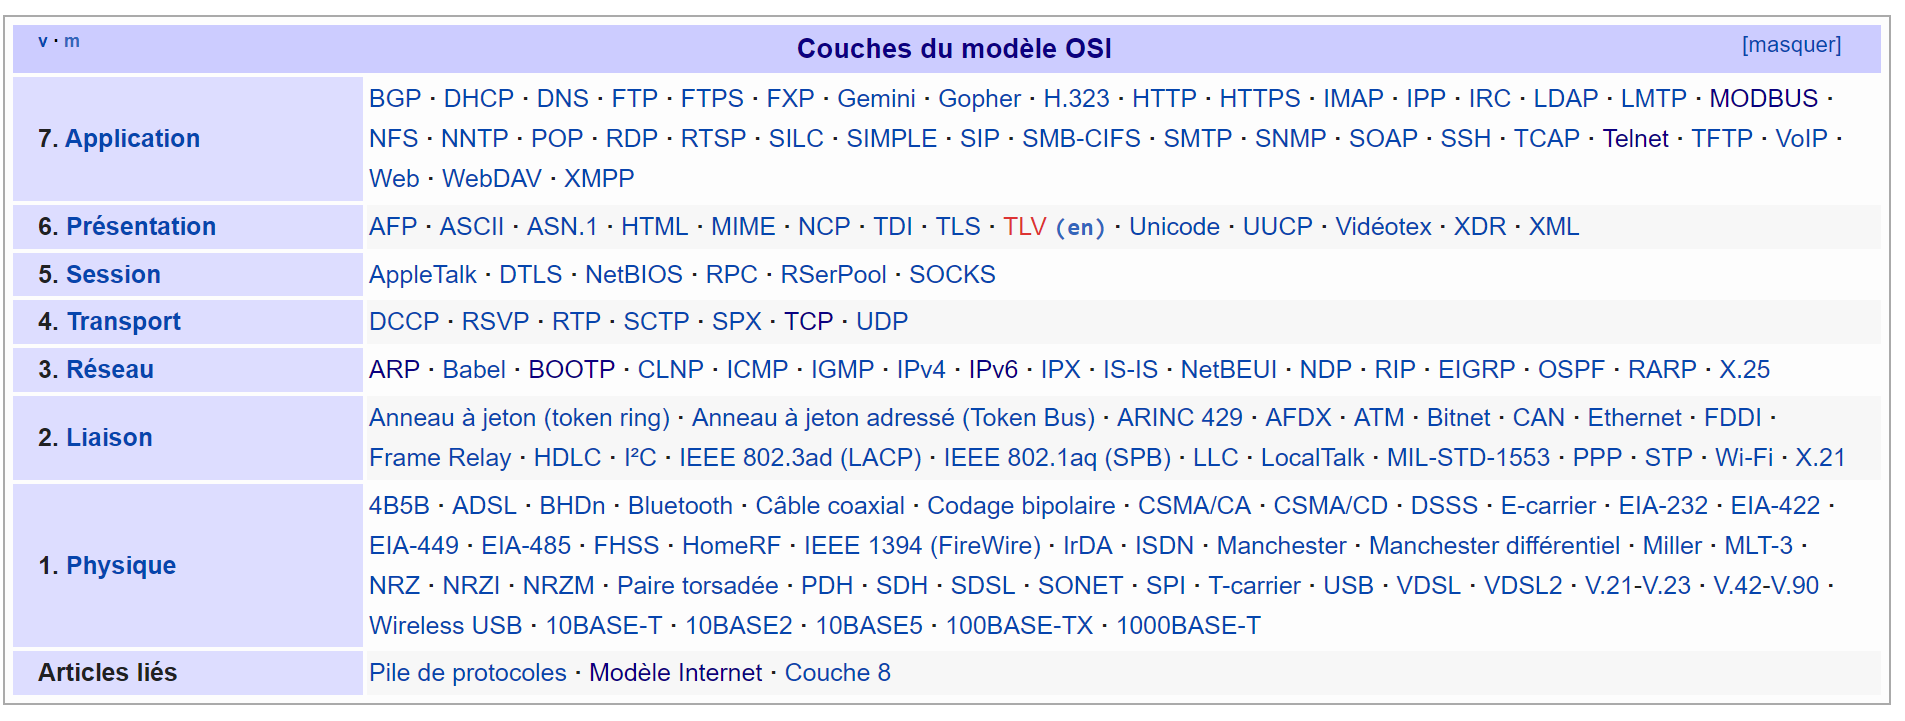 v · m
Couches du modèle OSI
[masquer]
7. Application
BGP · DHCP · DNS · FTP · FTPS · FXP · Gemini · Gopher · H.323 · HTTP · HTTPS · IMAP · IPP · IRC · LDAP · LMTP · MODBUS ·
NFS · NNTP · POP · RDP · RTSP · SILC · SIMPLE · SIP · SMB-CIFS · SMTP · SNMP · SOAP · SSH · TCAP · Telnet · TFTP · VoIP ·
Web · WebDAV · XMPP
6. Présentation
AFP · ASCII · ASN.1 · HTML · MIME · NCP · TDI · TLS · TLV (en) · Unicode · UUCP · Vidéotex · XDR · XML
5. Session
AppleTalk · DTLS · NetBIOS · RPC · RSerPool · SOCKS
4. Transport
DCCP · RSVP · RTP · SCTP · SPX · TCP · UDP
3. Réseau
ARP · Babel · BOOTP · CLNP · ICMP · IGMP · IPv4 · IPv6 · IPX · IS-IS · NetBEUI · NDP · RIP · EIGRP · OSPF · RARP · X.25
2. Liaison
Anneau à jeton (token ring) · Anneau à jeton adressé (Token Bus) · ARINC 429 · AFDX · ATM · Bitnet · CAN · Ethernet · FDDI ·
Frame Relay · HDLC · I²C · IEEE 802.3ad (LACP) · IEEE 802.1aq (SPB) · LLC · LocalTalk · MIL-STD-1553 · PPP · STP · Wi-Fi · X.21
1. Physique
4B5B · ADSL · BHDn · Bluetooth · Câble coaxial · Codage bipolaire · CSMA/CA · CSMA/CD · DSSS · E-carrier · EIA-232 · EIA-422 ·
EIA-449 · EIA-485 · FHSS · HomeRF · IEEE 1394 (FireWire) · IrDA · ISDN · Manchester · Manchester différentiel · Miller · MLT-3 ·
NRZ · NRZI · NRZM · Paire torsadée · PDH · SDH · SDSL · SONET · SPI · T-carrier · USB · VDSL · VDSL2 · V.21-V.23 · V.42-V.90 ·
Wireless USB · 10BASE-T · 10BASE2 · 10BASE5 · 100BASE-TX · 1000BASE-T
Articles liés
Pile de protocoles · Modèle Internet · Couche 8